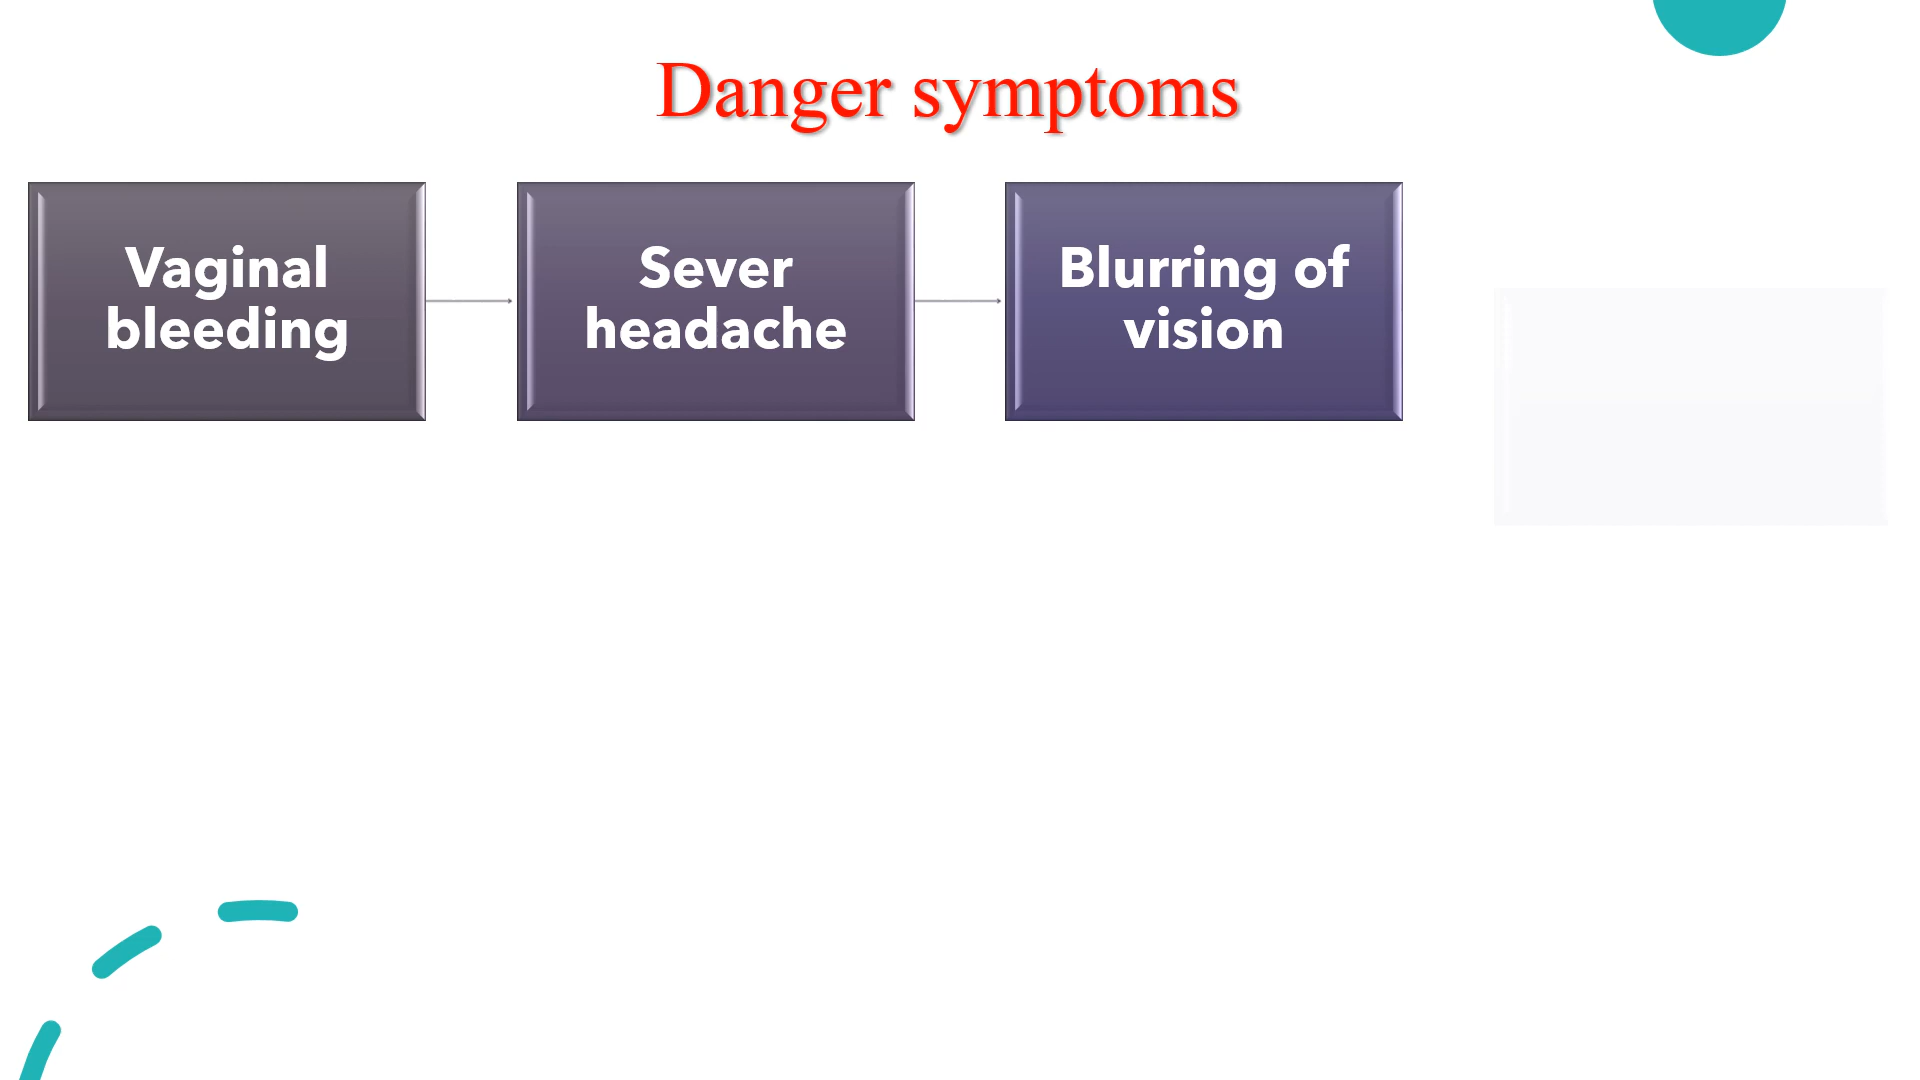 Danger symptoms
Vaginal
bleeding
Sever
headache
Blurring of
vision